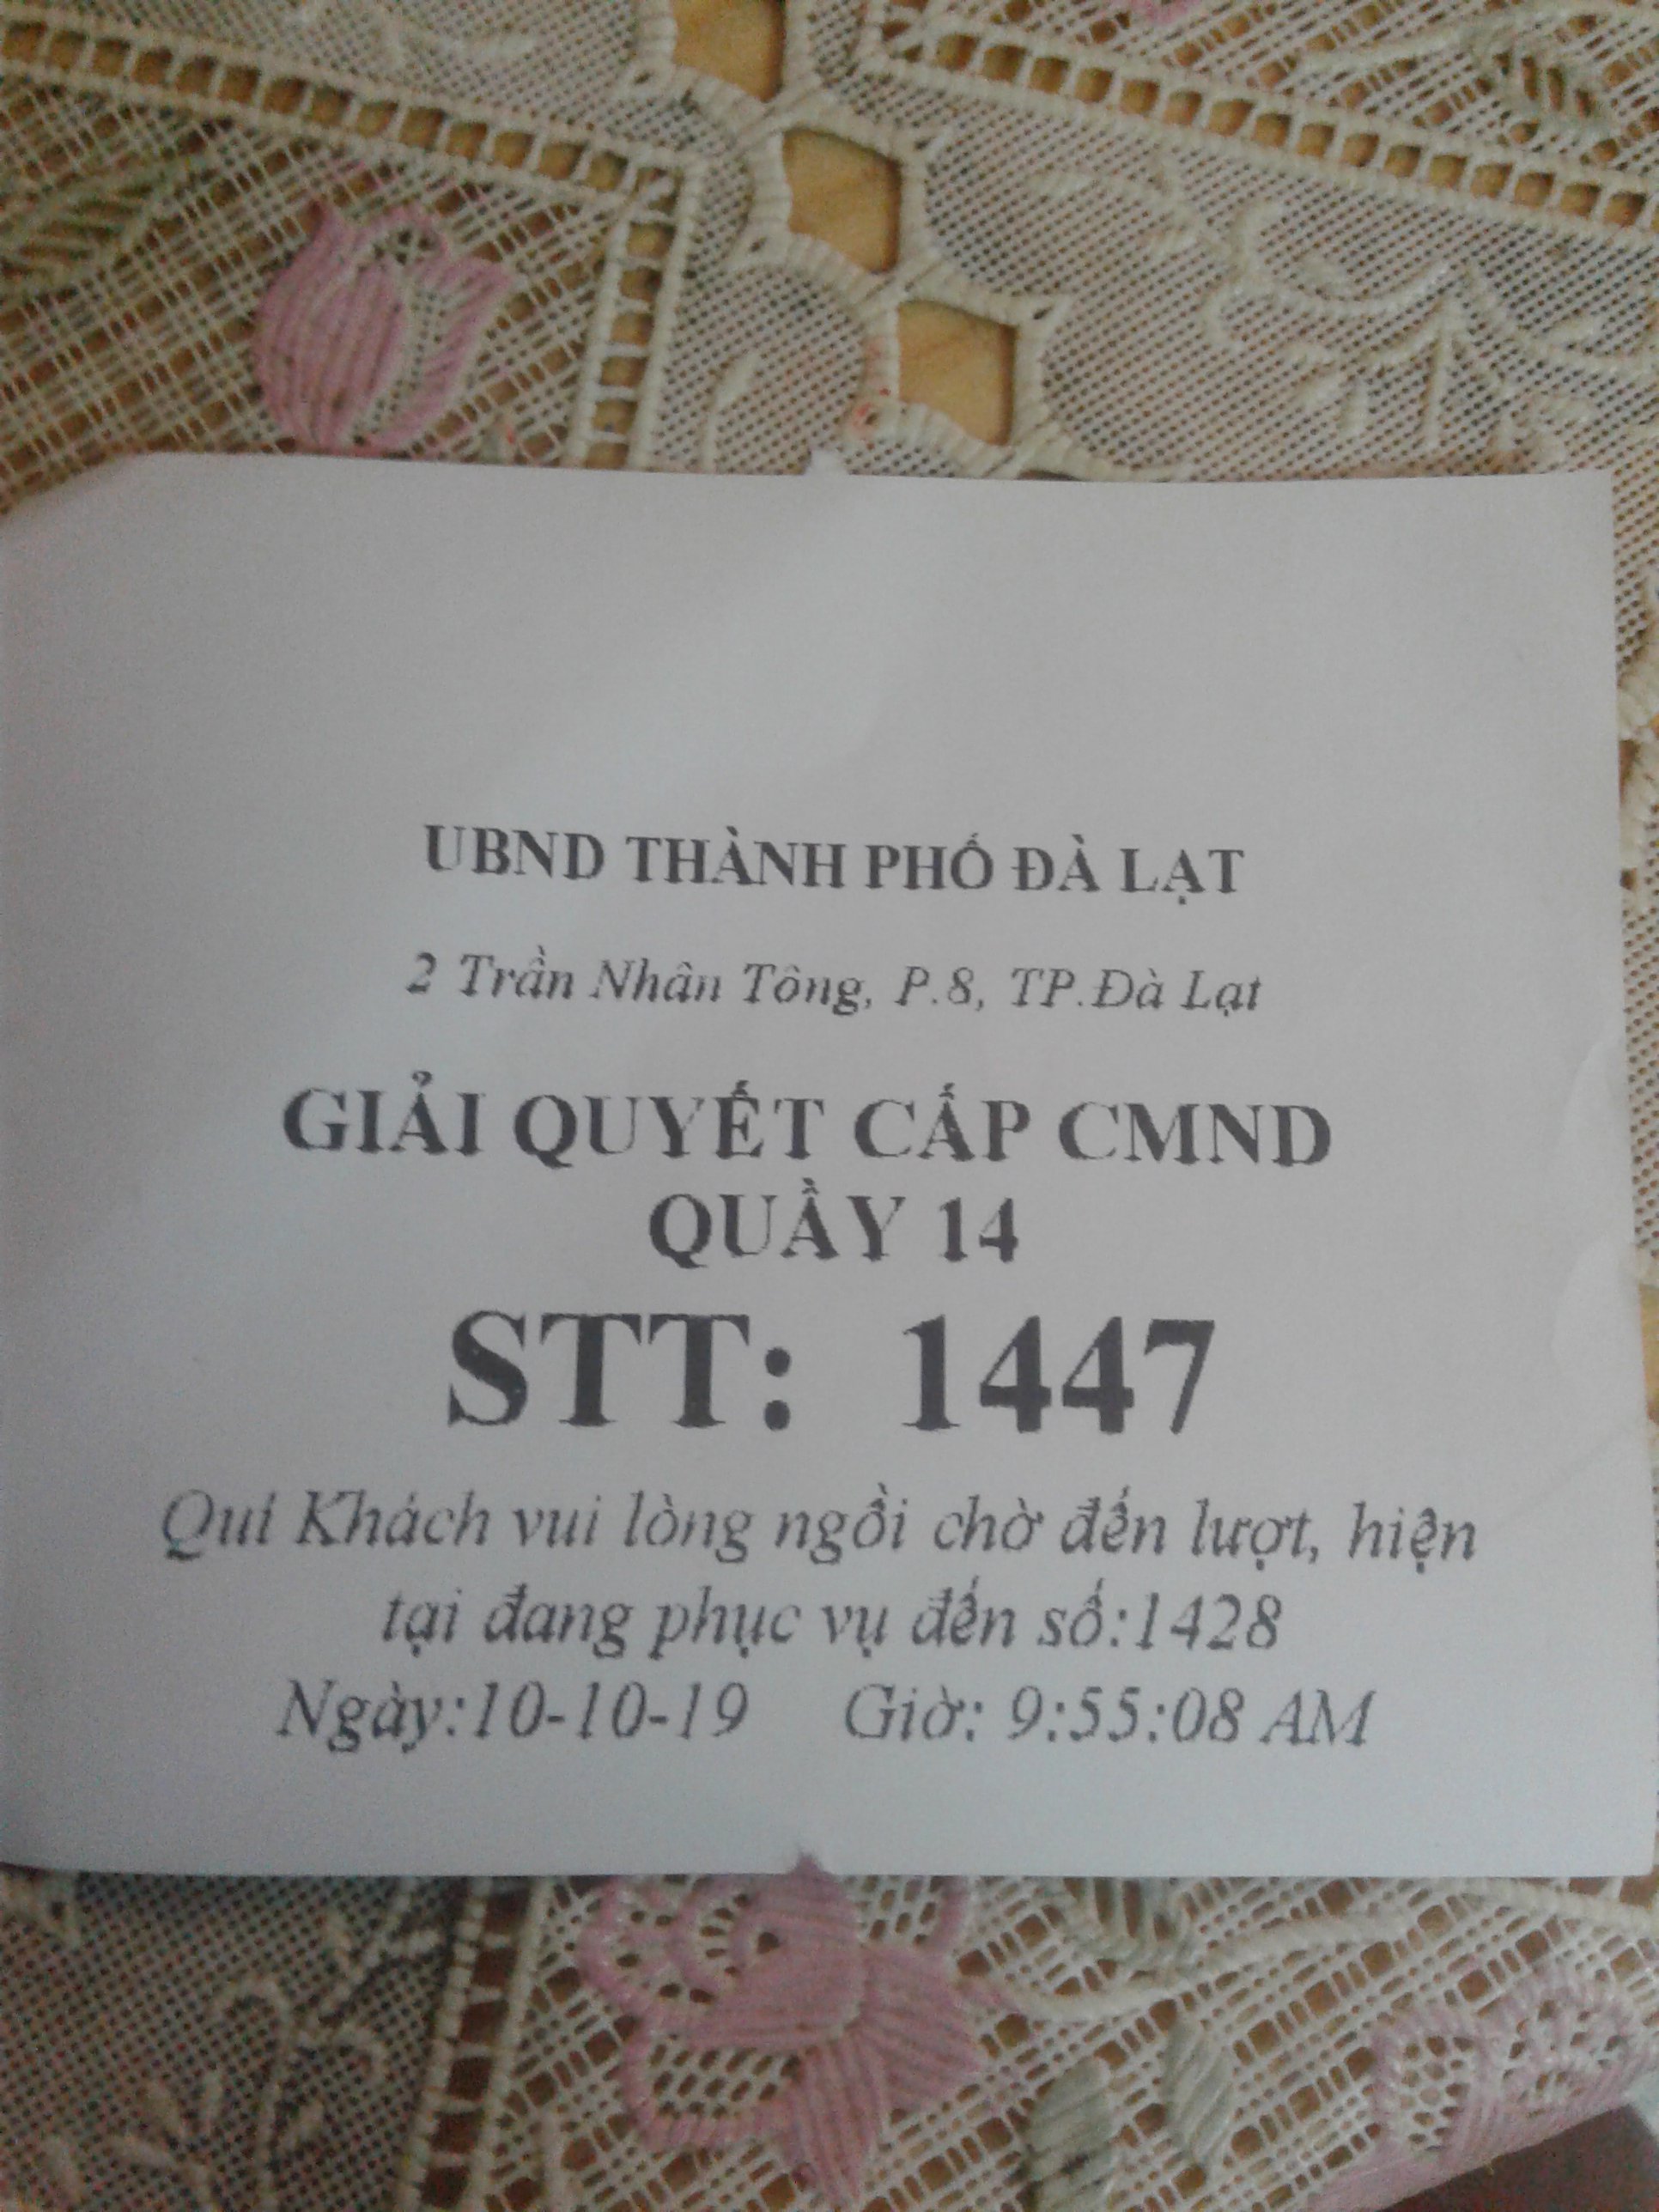 UBND THÀNH PHỐ ĐÀ LẠT
2 Trần Nhân Tông, P.8, TP.Đà Lạt
GIẢI QUYẾT CẤP CMND
QUẦY 14
STT: 1447
Quí Khách vui lòng ngồi chờ đến lượt, hiện
tại đang phục vụ đến số:1428
Ngày:10-10-19 Giờ: 9:55:08 AM